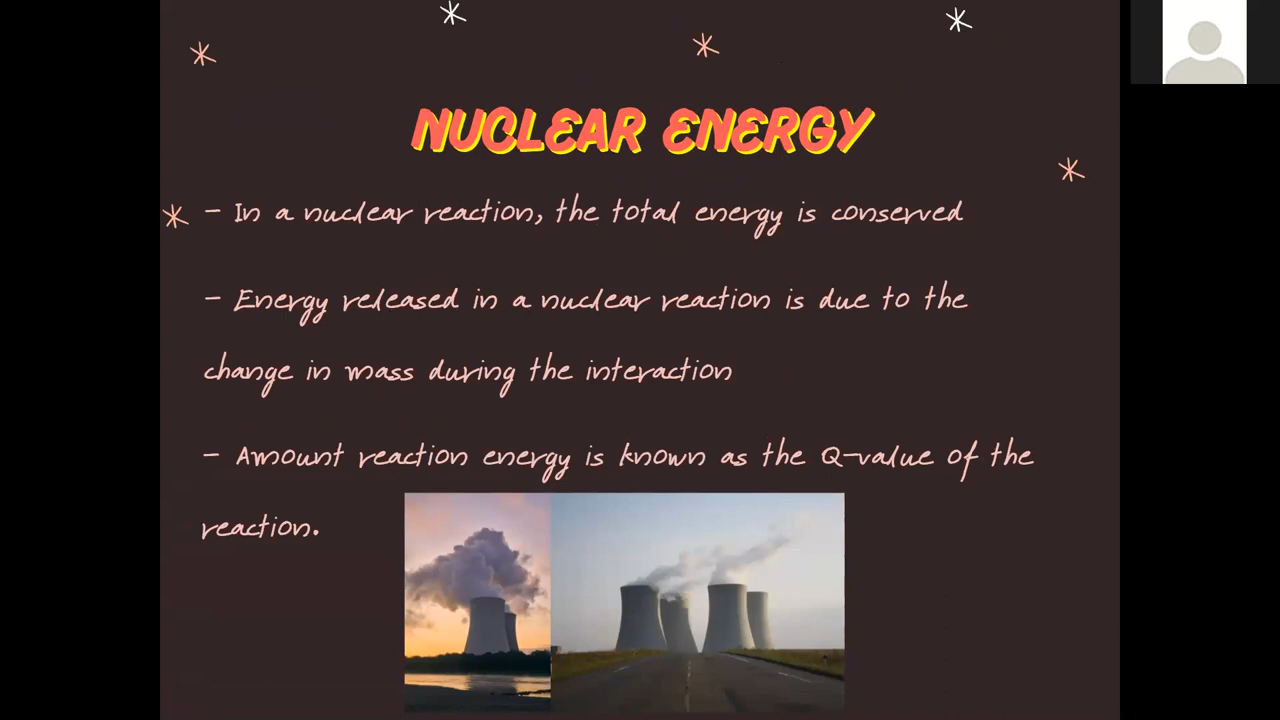 NUCLEAR ENERGY
- In a nuclear reaction, the total energy is conserved
- Energy released in a nuclear reaction is due to the
change in mass during the interaction
- Amount reaction energy is known as the Q-value of the
reaction.